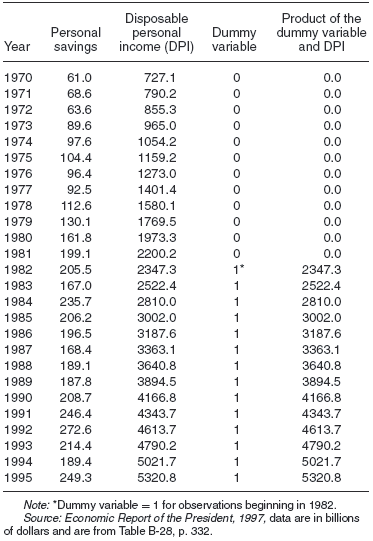 Disposable Product of the
Personal personal Dummy dummy variable
Year savings income (DPI) variable and DPI
1970 61.0 727.1 0 0.0
1971 68.6 790.2 0 0.0
1972 63.6 855.3 0 0.0
1973 89.6 965.0 0 0.0
1974 97.6 1054.2 0 0.0
1975 104.4 1159.2 0 0.0
1976 96.4 1273.0 0 0.0
1977 92.5 1401.4 0 0.0
1978 112.6 1580.1 0 0.0
1979 130.1 1769.5 0 0.0
1980 161.8 1973.3 0 0.0
1981 199.1 2200.2 0 0.0
1982 205.5 2347.3 1* 2347.3
1983 167.0 2522.4 1 2522.4
1984 235.7 2810.0 1 2810.0
1985 206.2 3002.0 1 3002.0
1986 196.5 3187.6 1 3187.6
1987 168.4 3363.1 1 3363.1
1988 189.1 3640.8 1 3640.8
1989 187.8 3894.5 1 3894.5
1990 208.7 4166.8 1 4166.8
1991 246.4 4343.7 1 4343.7
1992 272.6 4613.7 1 4613.7
1993 214.4 4790.2 1 4790.2
1994 189.4 5021.7 1 5021.7
1995 249.3 5320.8 1 5320.8
Note: *Dummy variable = 1 for observations beginning in 1982.
Source: Economic Report of the President, 1997, data are in billions
of dollars and are from Table B-28, p. 332.